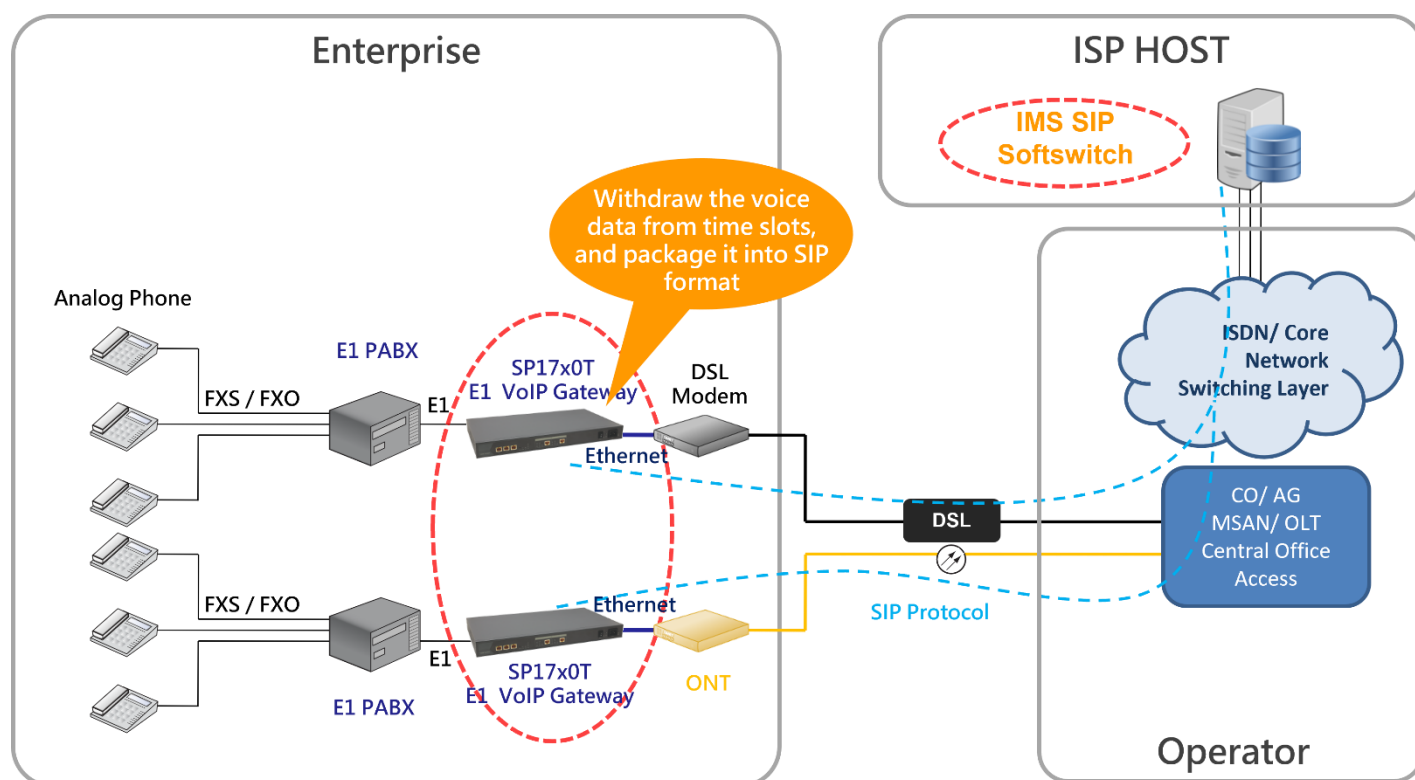 Enterprise
ISP HOST
IMS SIP
Softswitch
Withdraw the voice
data from time slots,
and package it into SIP
format
Analog Phone
E1 PABX
SP17x0T
E1 VoIP Gateway
DSL
Modem
FXS / FXO
E1
Ethernet
ISDN/ Core
Network
Switching Layer
DSL
CO/ AG
MSAN/ OLT
Central Office
Access
SIP Protocol
FXS / FXO
E1
Ethernet
SP17x0T
E1 VoIP Gateway
ONT
E1 PABX
Operator